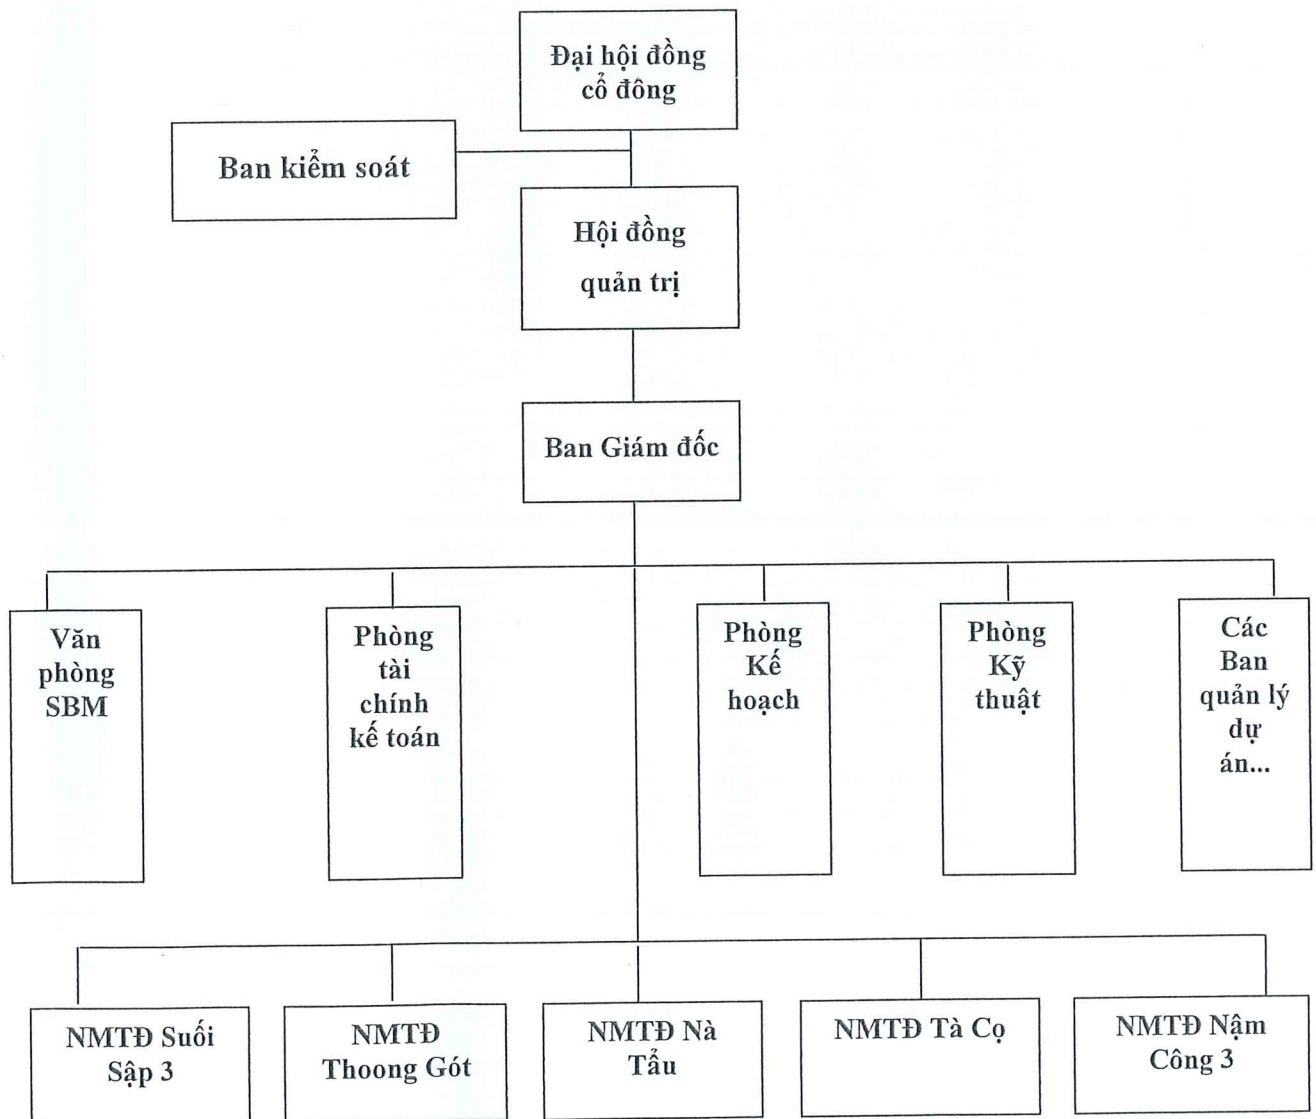 Đại hội đồng
cổ đông
Ban kiểm soát
Hội đồng
quản trị
Ban Giám đốc
Văn
phòng
SBM
Phòng
tài
chính
kế toán
Phòng
Kế
hoạch
Phòng
Kỹ
thuật
Các
Ban
quản lý
dự
án...
NMTĐ Suối
Sập 3
NMTĐ
Thoong Gót
NMTĐ Nà
Tẩu
NMTĐ Tà Cọ
NMTĐ Nậm
Công 3